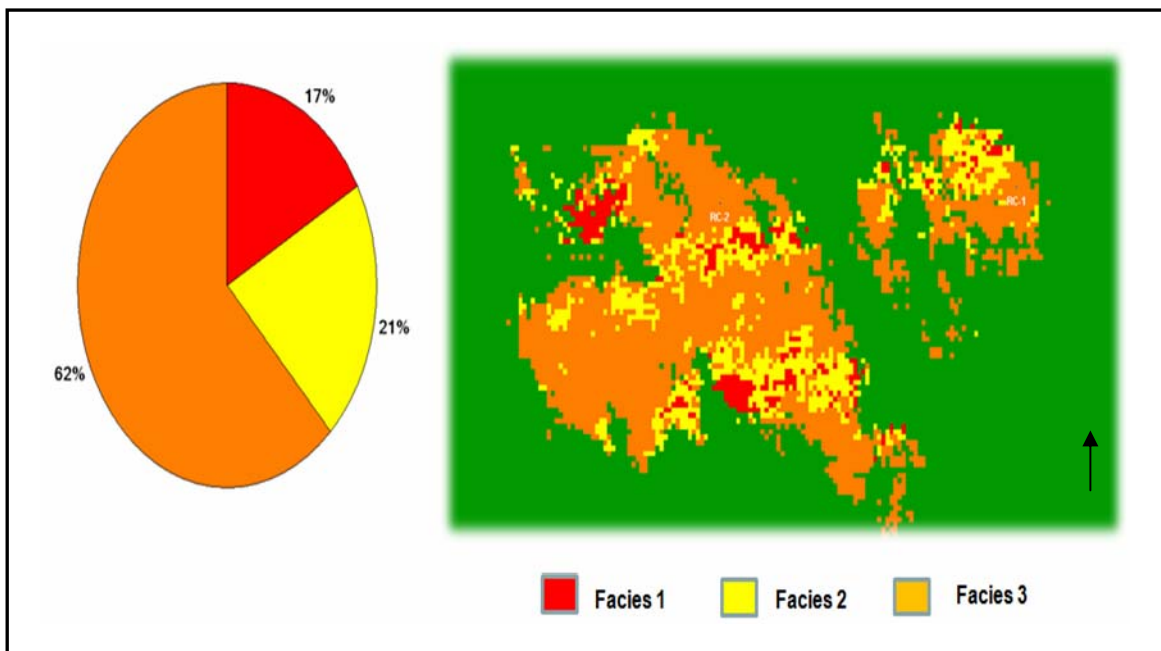 17%
21%
62%
RC-2
RC-1
Facies 1
Facies 2
Facies 3